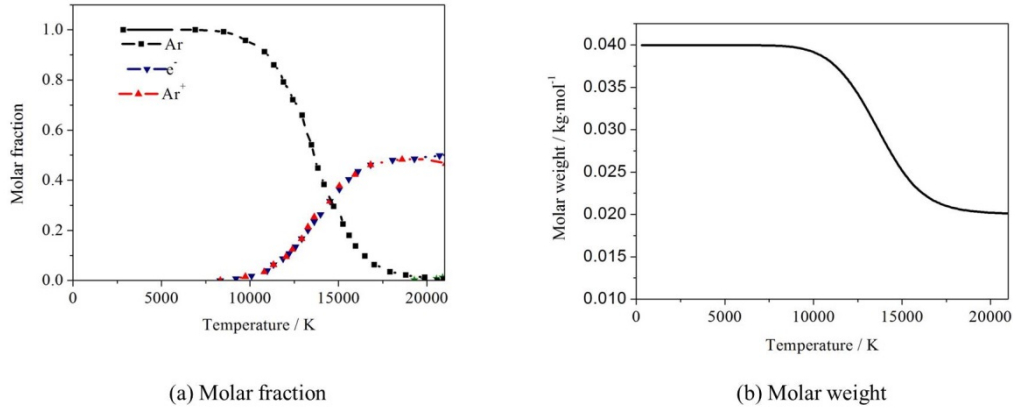 1.0
0.8
0.6
0.4
0.2
0.0
Molar fraction
Ar
e-
Ar+
0 5000 10000 15000 20000
Temperature / K
(a) Molar fraction
0.040
0.035
0.030
0.025
0.020
0.015
0.010
Molar weight / kg·mol⁻¹
0 5000 10000 15000 20000
Temperature / K
(b) Molar weight